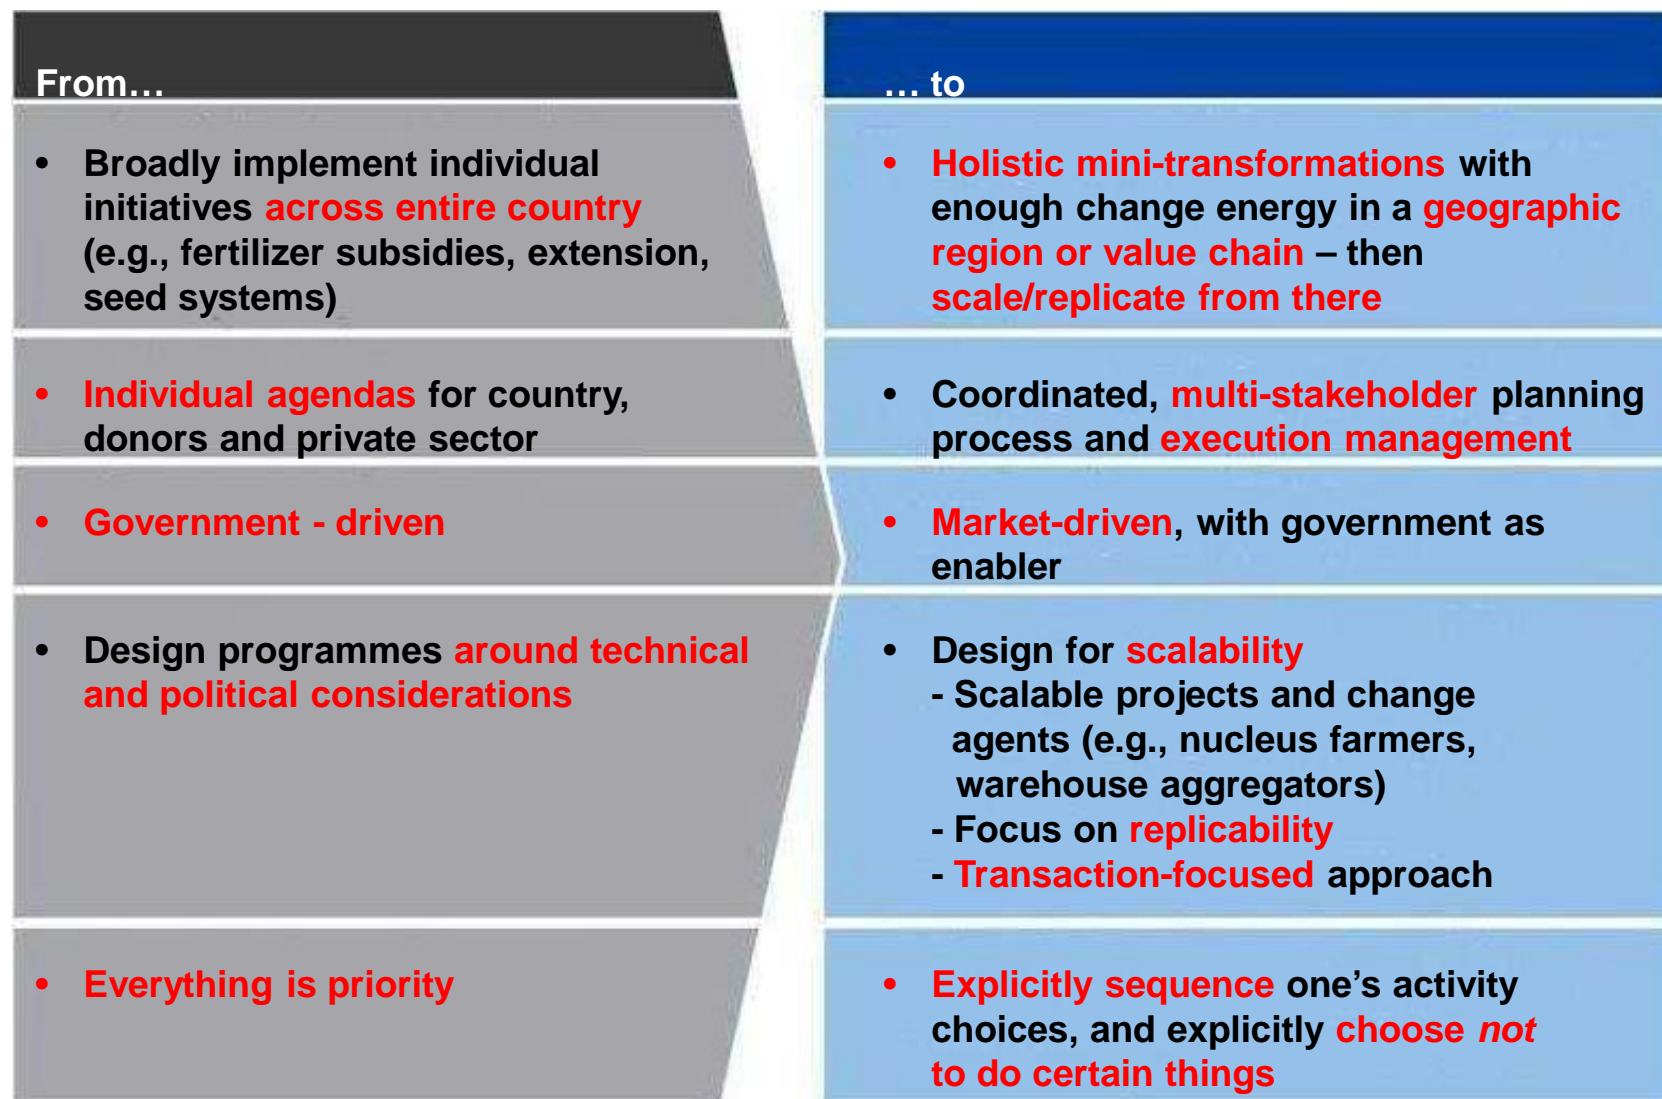 From…
… to
• Broadly implement individual
initiatives across entire country
(e.g., fertilizer subsidies, extension,
seed systems)
• Holistic mini-transformations with
enough change energy in a geographic
region or value chain – then
scale/replicate from there
• Individual agendas for country,
donors and private sector
• Coordinated, multi-stakeholder planning
process and execution management
• Government - driven
• Market-driven, with government as
enabler
• Design programmes around technical
and political considerations
• Design for scalability
- Scalable projects and change
agents (e.g., nucleus farmers,
warehouse aggregators)
- Focus on replicability
- Transaction-focused approach
• Everything is priority
• Explicitly sequence one’s activity
choices, and explicitly choose not
to do certain things